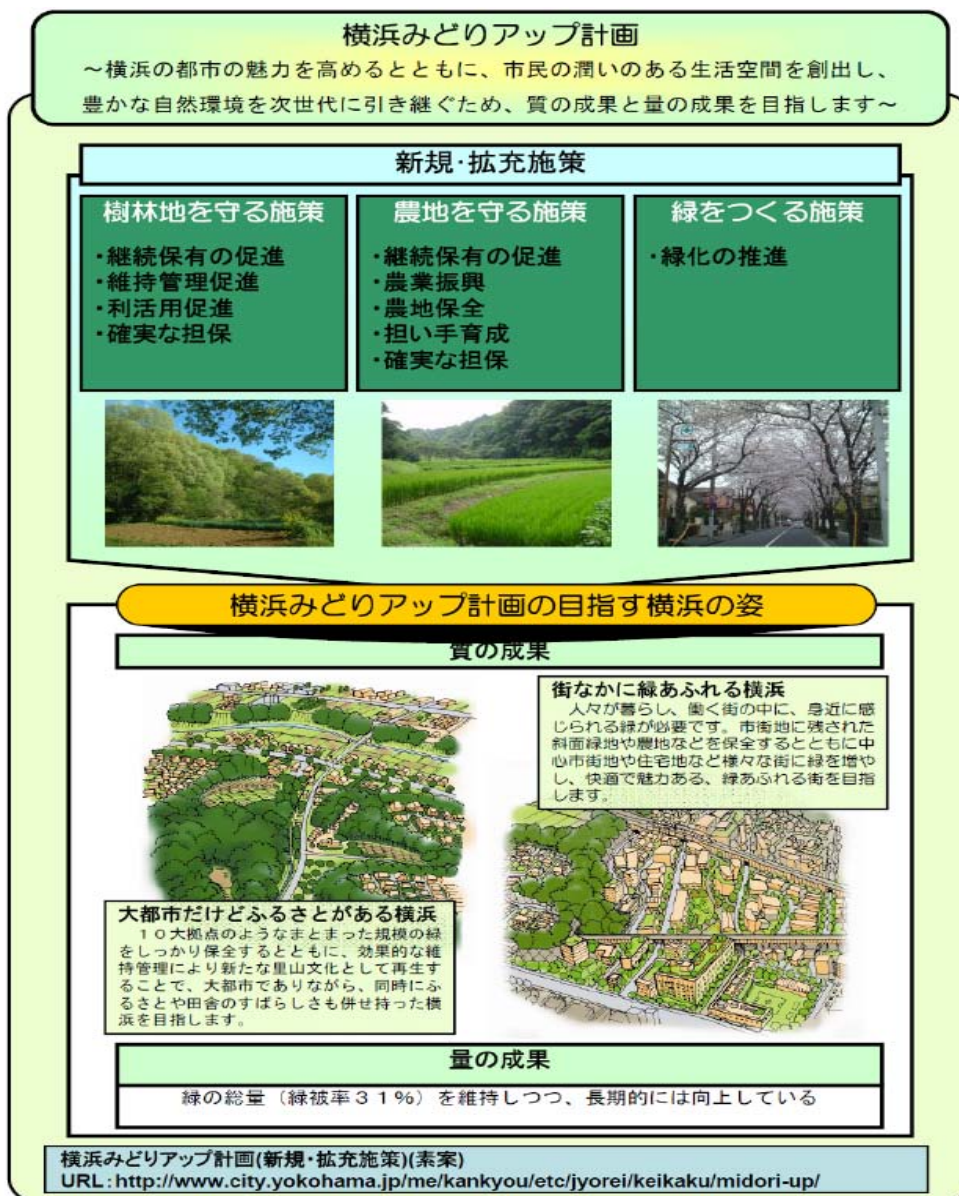 横浜みどりアップ計画
～横浜の都市の魅力を高めるとともに、市民の潤いのある生活空間を創出し、
豊かな自然環境を次世代に引き継ぐため、質の成果と量の成果を目指します～
新規・拡充施策
樹林地を守る施策
・継続保有の促進
・維持管理促進
・利活用促進
・確実な担保
農地を守る施策
・継続保有の促進
・農業振興
・農地保全
・担い手育成
・確実な担保
緑をつくる施策
・緑化の推進
横浜みどりアップ計画の目指す横浜の姿
質の成果
街なかに緑あふれる横浜
人々が暮らし、働く街の中に、身近に感
じられる緑が必要です。市街地に残された
斜面緑地や農地などを保全するとともに中
心市街地や住宅地など様々な街に緑を増や
し、快適で魅力ある、緑あふれる街を目指
します。
大都市だけどふるさとがある横浜
１０大拠点のようなまとまった規模の緑
をしっかり保全するとともに、効果的な維
持管理により新たな里山文化として再生す
ることで、大都市でありながら、同時にふ
るさとや田舎のすばらしさも併せ持った横
浜を目指します。
量の成果
緑の総量（緑被率３１％）を維持しつつ、長期的には向上している
横浜みどりアップ計画(新規・拡充施策)(素案)
URL：http://www.city.yokohama.jp/me/kankyou/etc/jyorei/keikaku/midori-up/